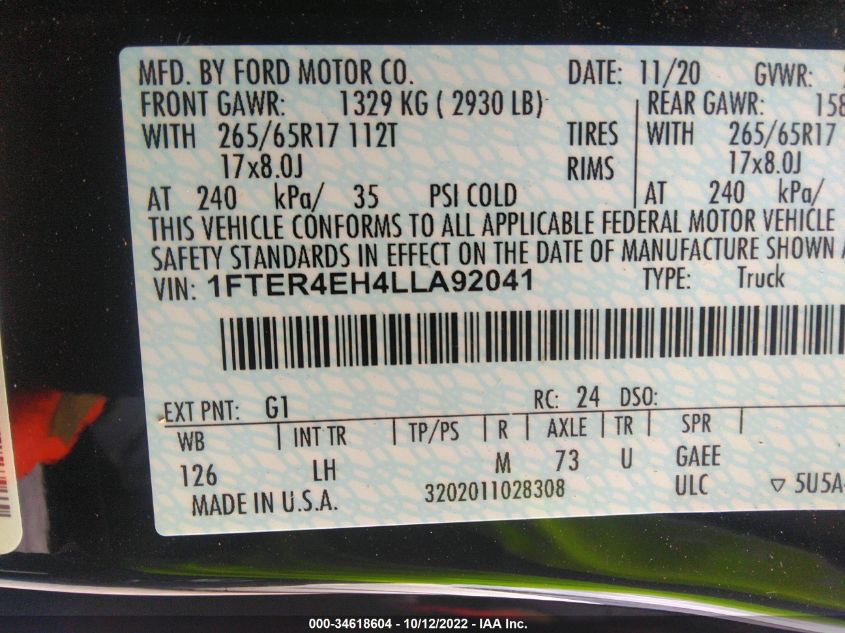 MFD. BY FORD MOTOR CO. DATE: 11/20 GVWR:
FRONT GAWR: 1329 KG ( 2930 LB) REAR GAWR: 158
WITH 265/65R17 112T TIRES WITH 265/65R17
17x8.0J RIMS 17x8.0J
AT 240 kPa/ 35 PSI COLD AT 240 kPa/
THIS VEHICLE CONFORMS TO ALL APPLICABLE FEDERAL MOTOR VEHICLE
SAFETY STANDARDS IN EFFECT ON THE DATE OF MANUFACTURE SHOWN
VIN: 1FTER4EH4LLA92041 TYPE: Truck
EXT PNT: G1 RC: 24 DSO:
WB INT TR TP/PS R AXLE TR SPR
126 LH M 73 U GAEE
MADE IN U.S.A. 3202011028308 ULC ▽ 5U5A
000-34618604 - 10/12/2022 - IAA Inc.